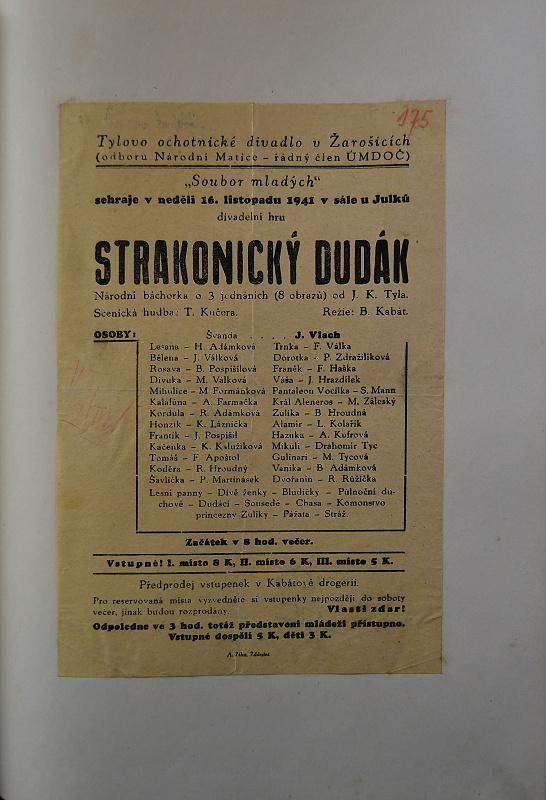 175
Tylovo ochotnické divadlo v Žarošicích
(odboru Národní Matice - řádný člen ÚMDOČ)
„Soubor mladých"
sehraje v neděli 16. listopadu 1941 v sále u Julků
divadelní hru
STRAKONICKÝ DUDÁK
Národní báchorka o 3 jednáních (8 obrazů) od J. K. Tyla.
Scenická hudba: T. Kučera. Režie: B. Kabát.
OSOBY: Švanda . . . . J. Vlach
Lesana - H. Adámková Trnka - F. Válka
Bělena - J. Válková Dorotka - P. Zdražilíková
Rosava - B. Pospíšilová Franěk - F. Haška
Divuka - M. Válková Váša - J. Hrazdílek
Mihulice - M Formánková Pantaleon Vocilka - S. Mann
Kalafuna - A. Farmačka Král Aleneros - M. Záleský
Kordula - R. Adámková Zulika - B Hroudná
Honzík - K. Láznička Alamir - L. Kolařík
Frantík - J. Pospíšil Hazuka - A. Kufrová
Kačenka - K. Kalužíková Mikuli - Drahomír Tyc
Tomáš - F Apoštol Gulinari - M. Tycová
Koděra - R. Hroudný Vanika - B Adámková
Šavlička - P. Martinásek Dvořanín - R. Růžička
Lesní panny - Divé ženky - Bludičky - Půlnoční du-
chové - Dudáci - Sousedé - Chasa - Komonstvo
princezny Zuliky - Pážata - Stráž.
Začátek v 8 hod. večer.
Vstupné: I. místo 8 K, II. místo 6 K, III. místo 5 K.
Předprodej vstupenek v Kabátově drogerii.
Pro reservovaná místa vyzvedněte si vstupenky nejpozději do soboty
večer, jinak budou rozprodány. Vlasti zdar!
Odpoledne ve 3 hod. totéž představení mládeži přístupno.
Vstupné dospělí 5 K, děti 3 K.
A. Říha, Ždánice